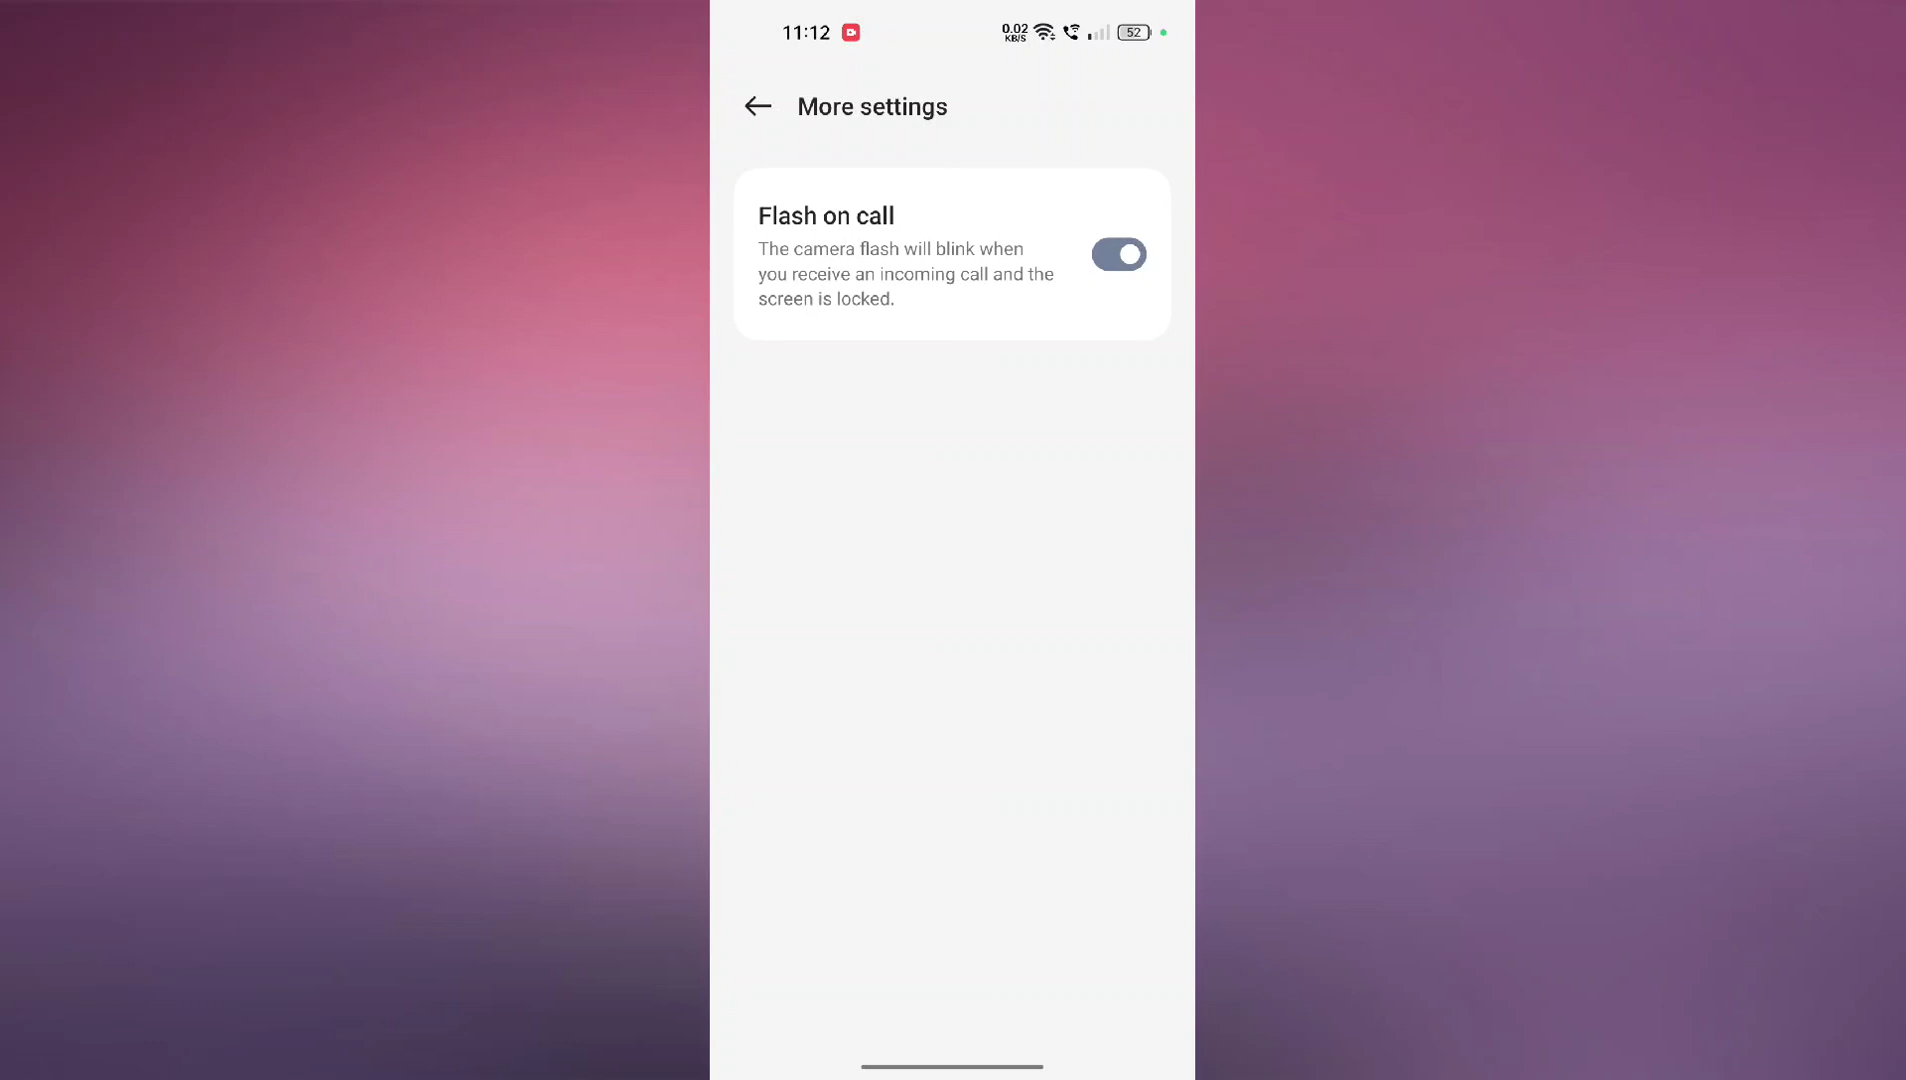 11:12
0.02
KB/S
52
More settings
Flash on call
The camera flash will blink when
you receive an incoming call and the
screen is locked.